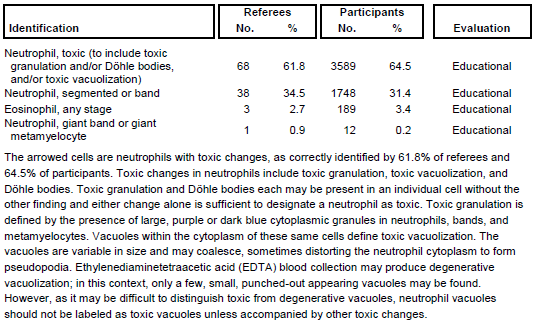 Referees Participants
Identification No. % No. % Evaluation
Neutrophil, toxic (to include toxic
granulation and/or Döhle bodies, 68 61.8 3589 64.5 Educational
and/or toxic vacuolization)
Neutrophil, segmented or band 38 34.5 1748 31.4 Educational
Eosinophil, any stage 3 2.7 189 3.4 Educational
Neutrophil, giant band or giant 1 0.9 12 0.2 Educational
metamyelocyte
The arrowed cells are neutrophils with toxic changes, as correctly identified by 61.8% of referees and
64.5% of participants. Toxic changes in neutrophils include toxic granulation, toxic vacuolization, and
Döhle bodies. Toxic granulation and Döhle bodies each may be present in an individual cell without the
other finding and either change alone is sufficient to designate a neutrophil as toxic. Toxic granulation is
defined by the presence of large, purple or dark blue cytoplasmic granules in neutrophils, bands, and
metamyelocytes. Vacuoles within the cytoplasm of these same cells define toxic vacuolization. The
vacuoles are variable in size and may coalesce, sometimes distorting the neutrophil cytoplasm to form
pseudopodia. Ethylenediaminetetraacetic acid (EDTA) blood collection may produce degenerative
vacuolization; in this context, only a few, small, punched-out appearing vacuoles may be found.
However, as it may be difficult to distinguish toxic from degenerative vacuoles, neutrophil vacuoles
should not be labeled as toxic vacuoles unless accompanied by other toxic changes.